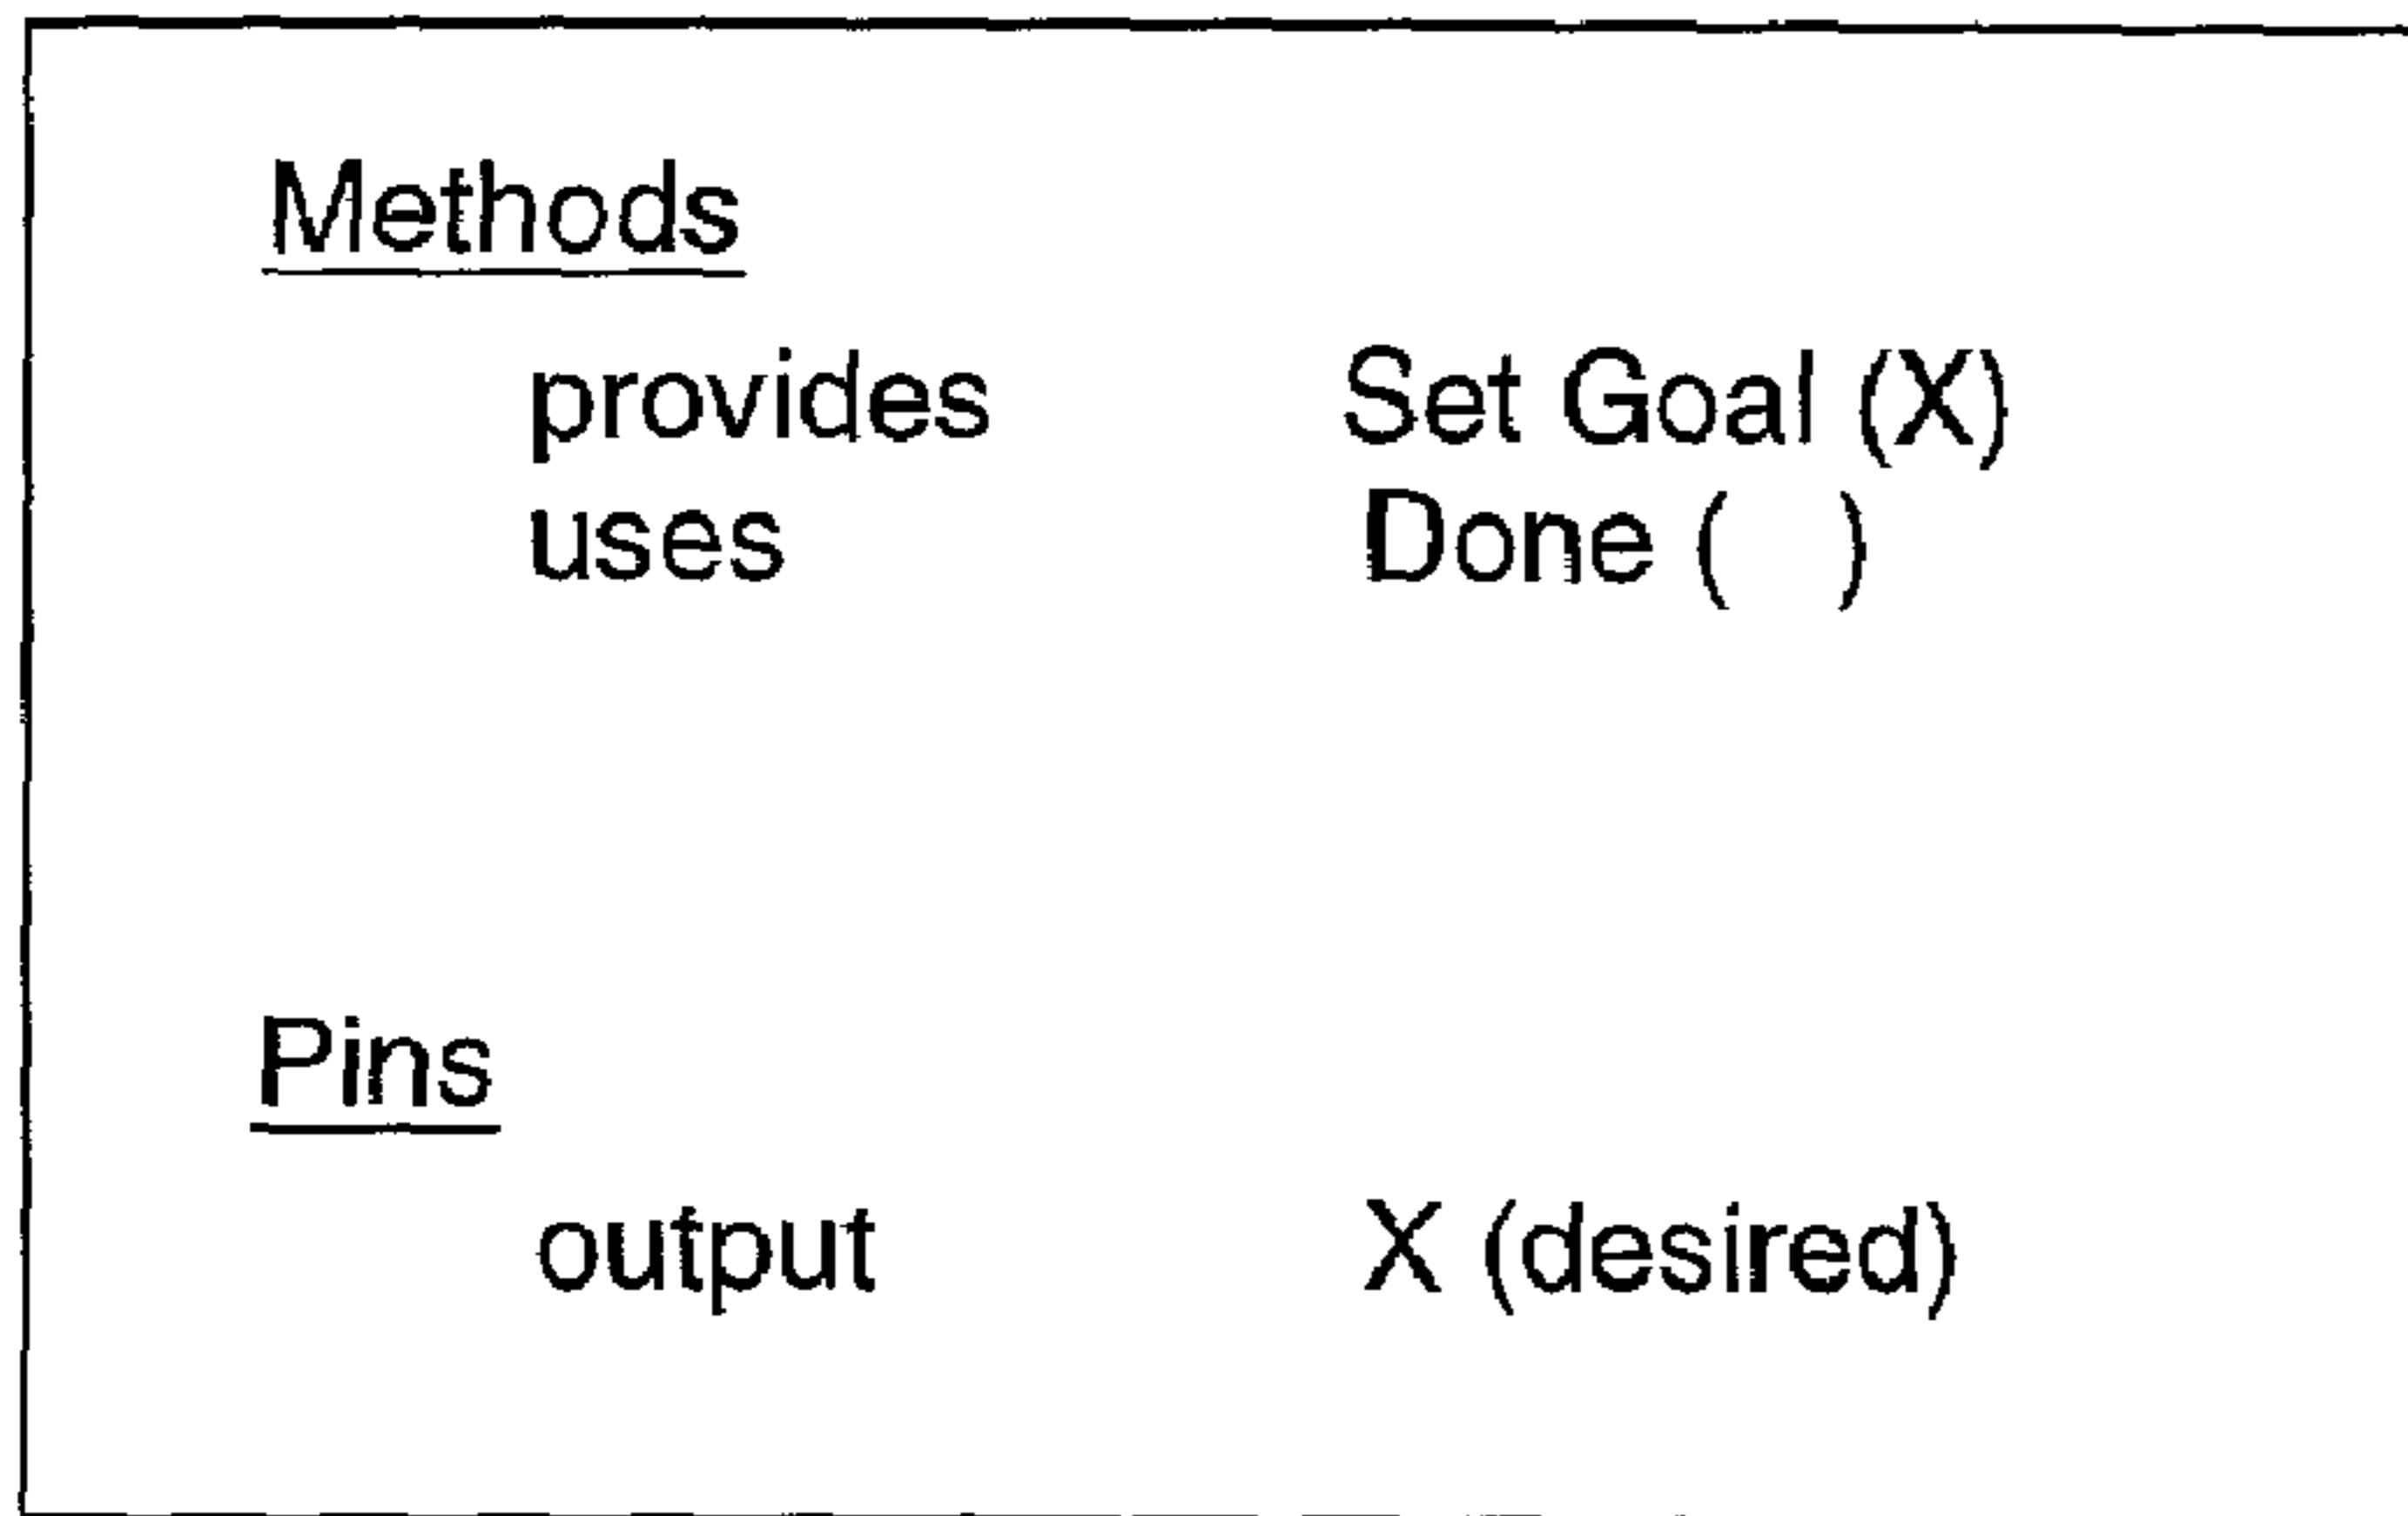 Methods
provides Set Goal (X)
uses Done ( )
Pins
output X (desired)